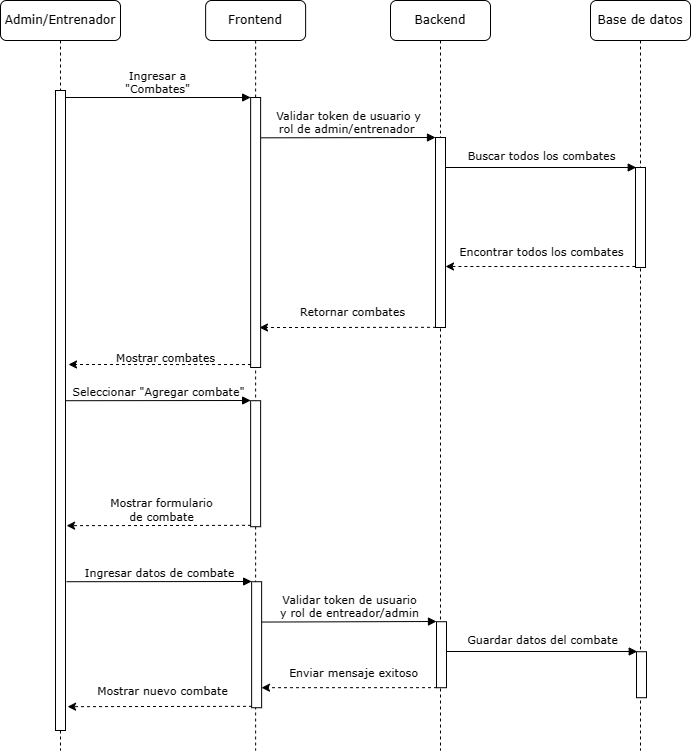 Admin/Entrenador
Frontend
Backend
Base de datos
Ingresar a
"Combates"
Validar token de usuario y
rol de admin/entrenador
Buscar todos los combates
Encontrar todos los combates
Retornar combates
Mostrar combates
Seleccionar "Agregar combate"
Mostrar formulario
de combate
Ingresar datos de combate
Validar token de usuario
y rol de entreador/admin
Guardar datos del combate
Enviar mensaje exitoso
Mostrar nuevo combate